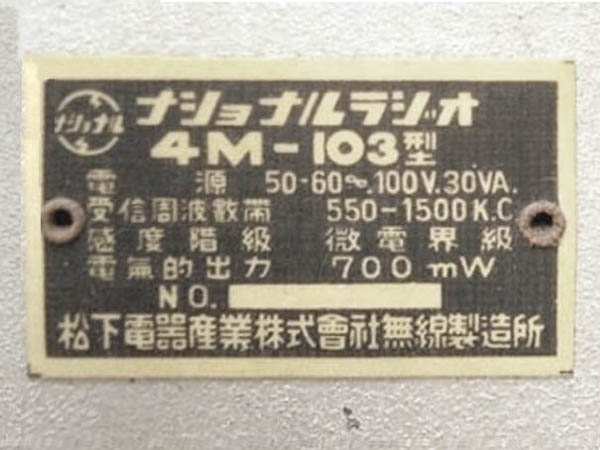 ナショナル
ナショナルラジオ
4M-103型
電源 50-60∾.100V.30VA.
受信周波数帯 550-1500K.C
感度階級 微電界級
電氣的出力 700mW
NO.
松下電器産業株式會社無線製造所